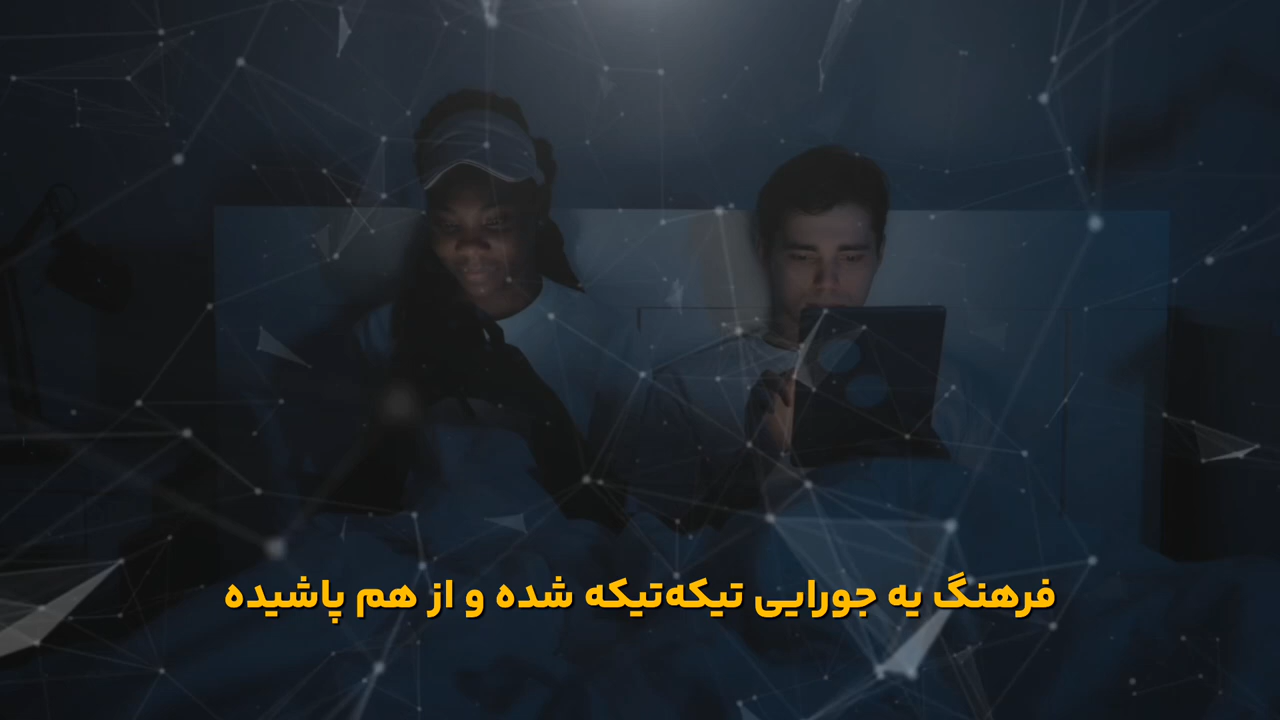 فرهنگ یه جورایی تیکه‌تیکه شده و از هم پاشیده